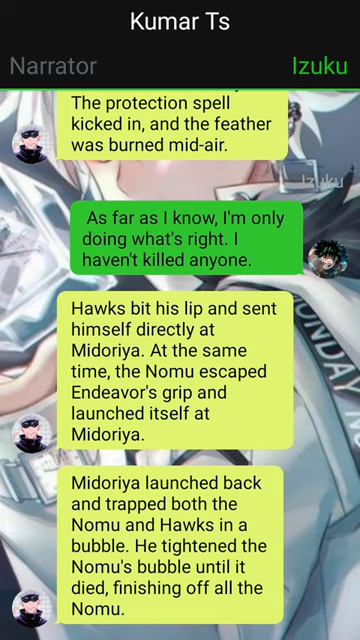 Kumar Ts
Narrator
Izuku
The protection spell
kicked in, and the feather
was burned mid-air.
Izuku
As far as I know, I'm only
doing what's right. I
haven't killed anyone.
Hawks bit his lip and sent
himself directly at
Midoriya. At the same
time, the Nomu escaped
Endeavor's grip and
launched itself at
Midoriya.
Midoriya launched back
and trapped both the
Nomu and Hawks in a
bubble. He tightened the
Nomu's bubble until it
died, finishing off all the
Nomu.